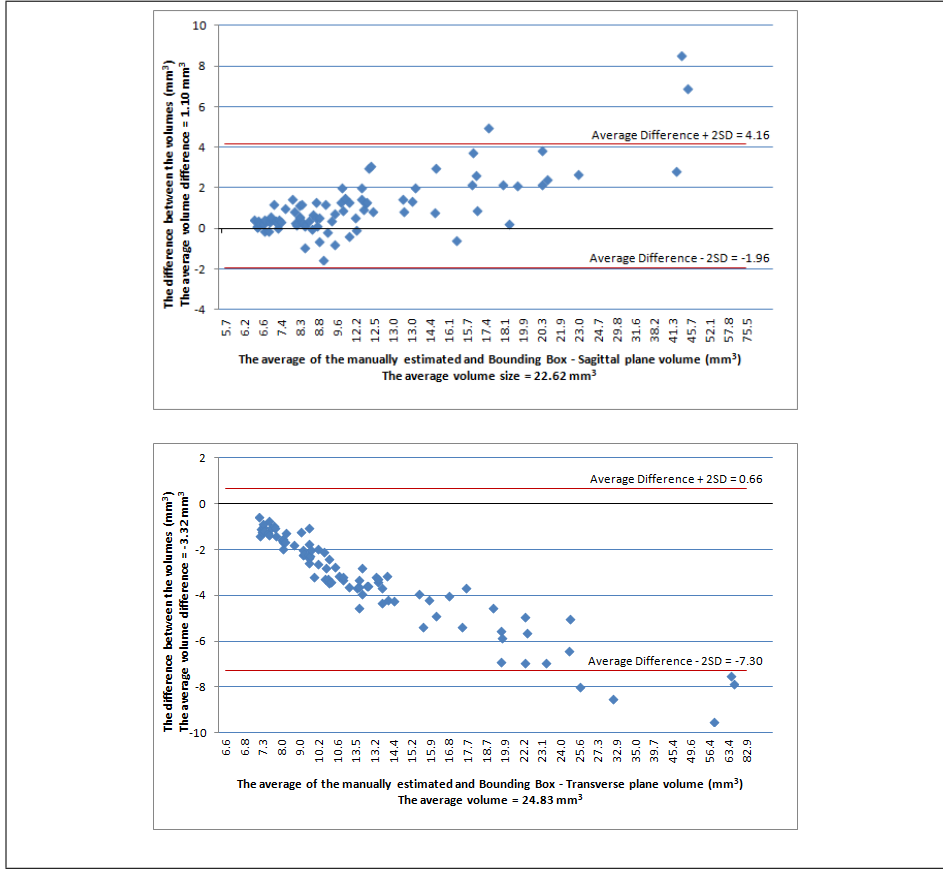 The difference between the volumes (mm³)
The average volume difference = 1.10 mm³
10
8
6
4
2
0
-2
-4
Average Difference + 2SD = 4.16
Average Difference - 2SD = -1.96
5.7 6.2 6.6 7.4 8.3 8.8 9.6 12.2 12.5 13.0 13.0 14.4 16.1 15.7 17.4 18.1 19.9 20.3 21.9 23.0 24.7 29.8 31.6 38.2 41.3 45.7 52.1 57.8 75.5
The average of the manually estimated and Bounding Box - Sagittal plane volume (mm³)
The average volume size = 22.62 mm³
The difference between the volumes (mm³)
The average volume difference = -3.32 mm³
2
0
-2
-4
-6
-8
-10
Average Difference + 2SD = 0.66
Average Difference - 2SD = -7.30
6.6 6.8 7.3 8.0 9.0 10.2 10.6 13.5 13.2 14.4 15.2 15.9 16.8 17.7 18.7 19.9 22.2 23.1 24.0 25.6 27.3 32.9 35.0 39.7 45.4 49.6 56.4 63.4 82.9
The average of the manually estimated and Bounding Box - Transverse plane volume (mm³)
The average volume = 24.83 mm³